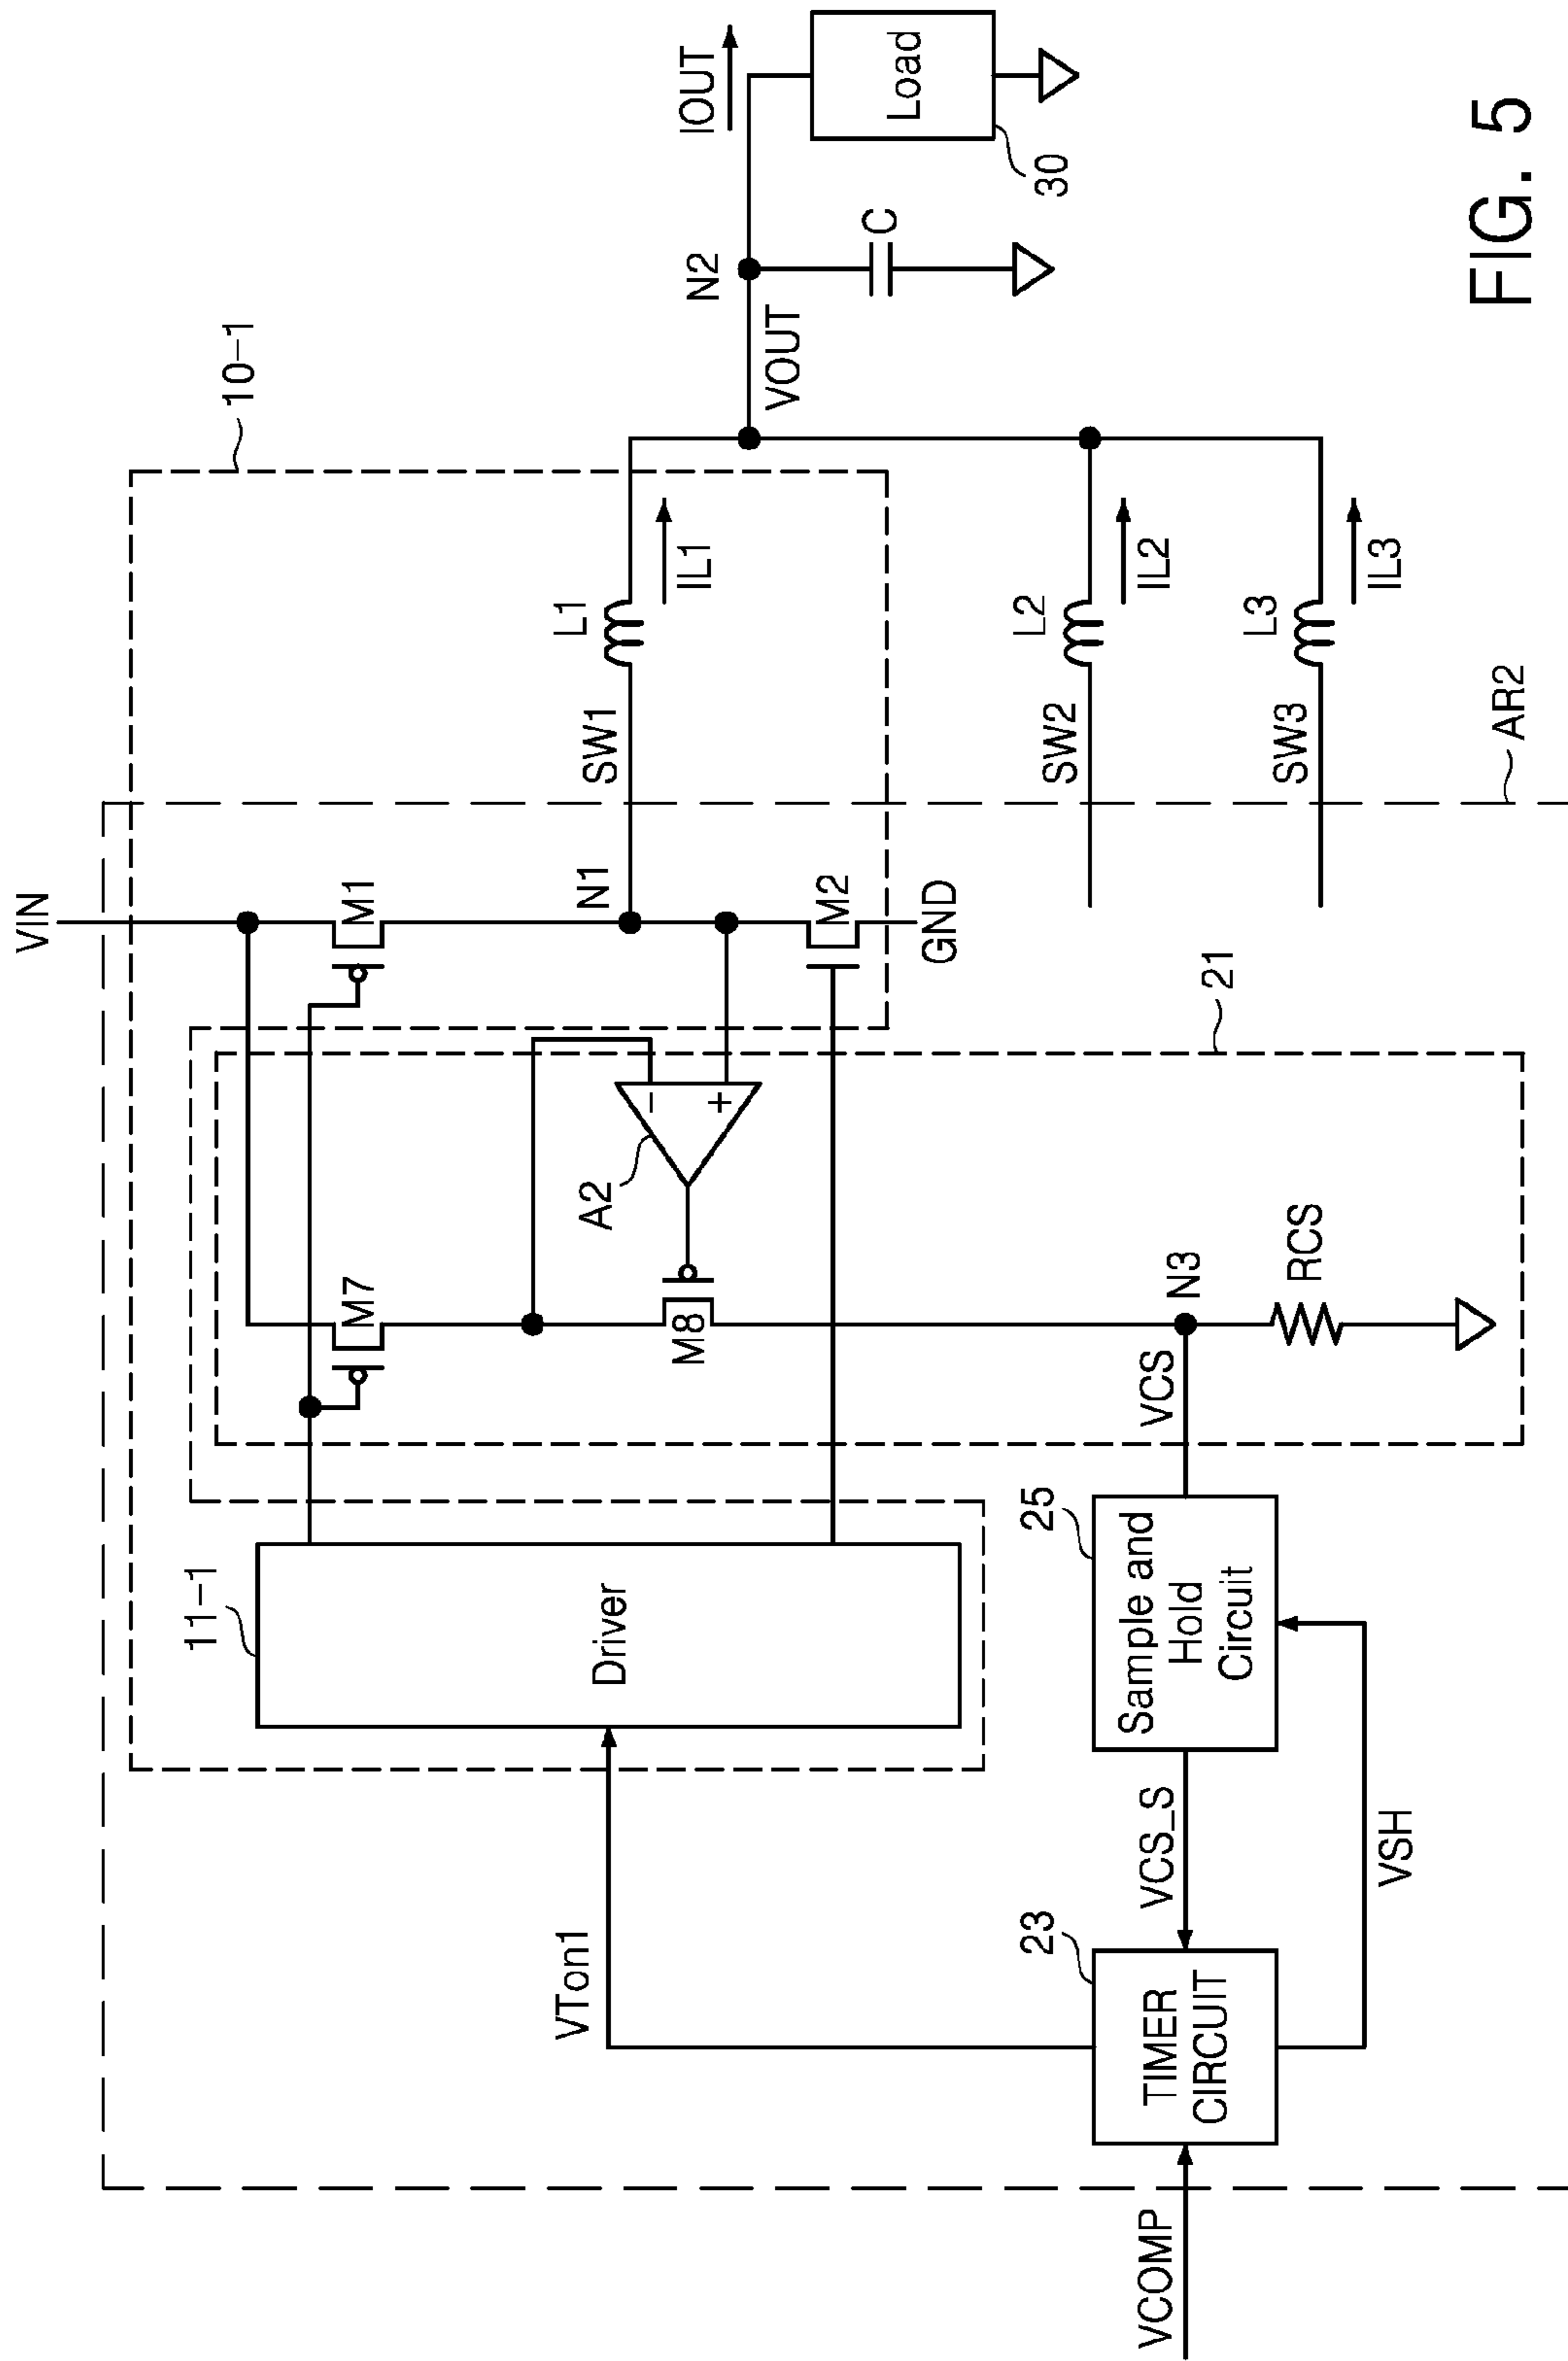 VIN
10-1
11-1
M7
M1
VTon1
Driver
A2
-
+
N1
SW1
L1
IL1
M8
M2
GND
N2
VOUT
IOUT
C
Load
30
23
25
21
VCOMP
TIMER
CIRCUIT
VCS_S
Sample and
Hold
Circuit
VCS
N3
RCS
VSH
SW2
L2
IL2
SW3
L3
IL3
AR2
FIG. 5